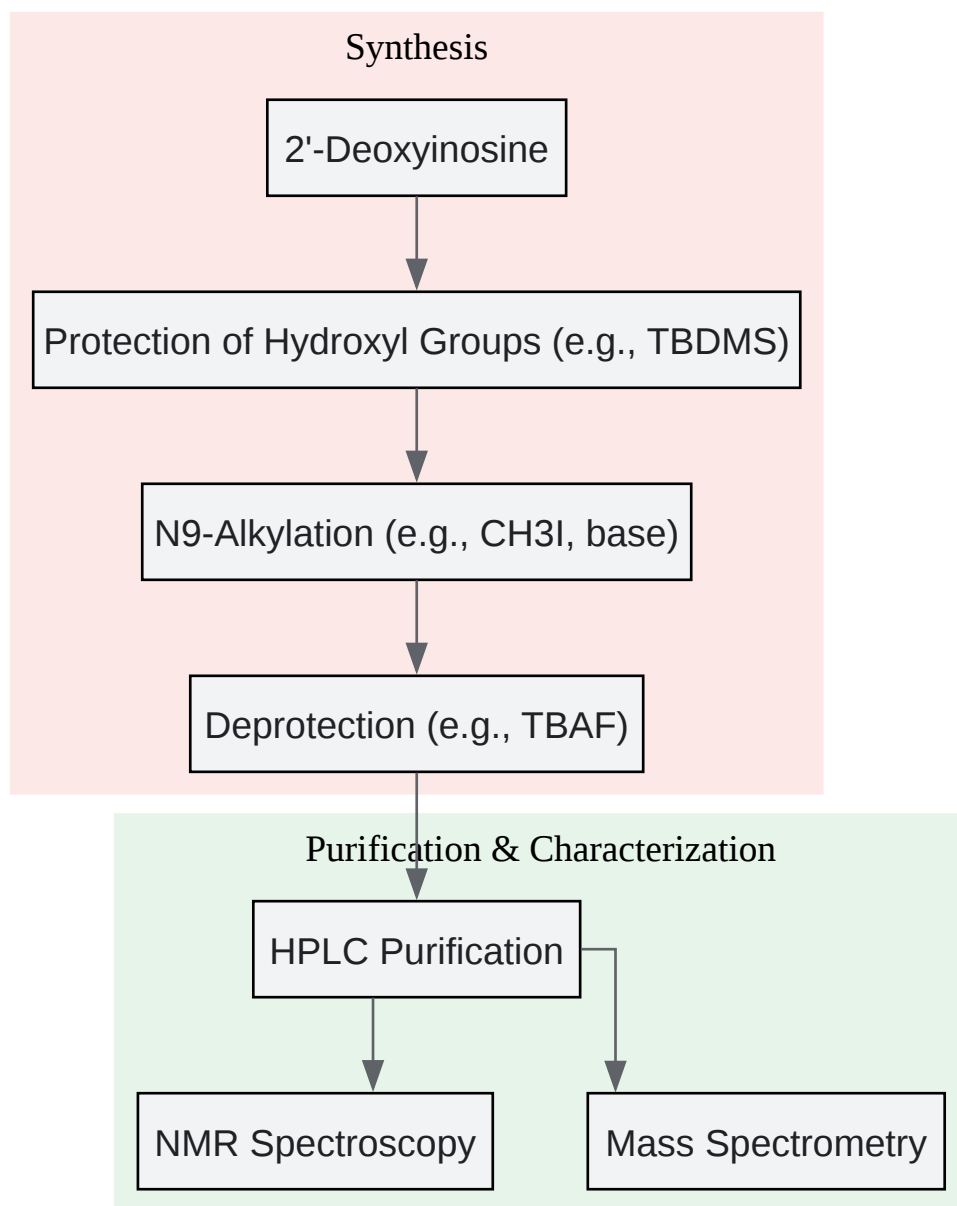 Synthesis
2'-Deoxyinosine
Protection of Hydroxyl Groups (e.g., TBDMS)
N9-Alkylation (e.g., CH3I, base)
Deprotection (e.g., TBAF)
Purification & Characterization
HPLC Purification
NMR Spectroscopy
Mass Spectrometry